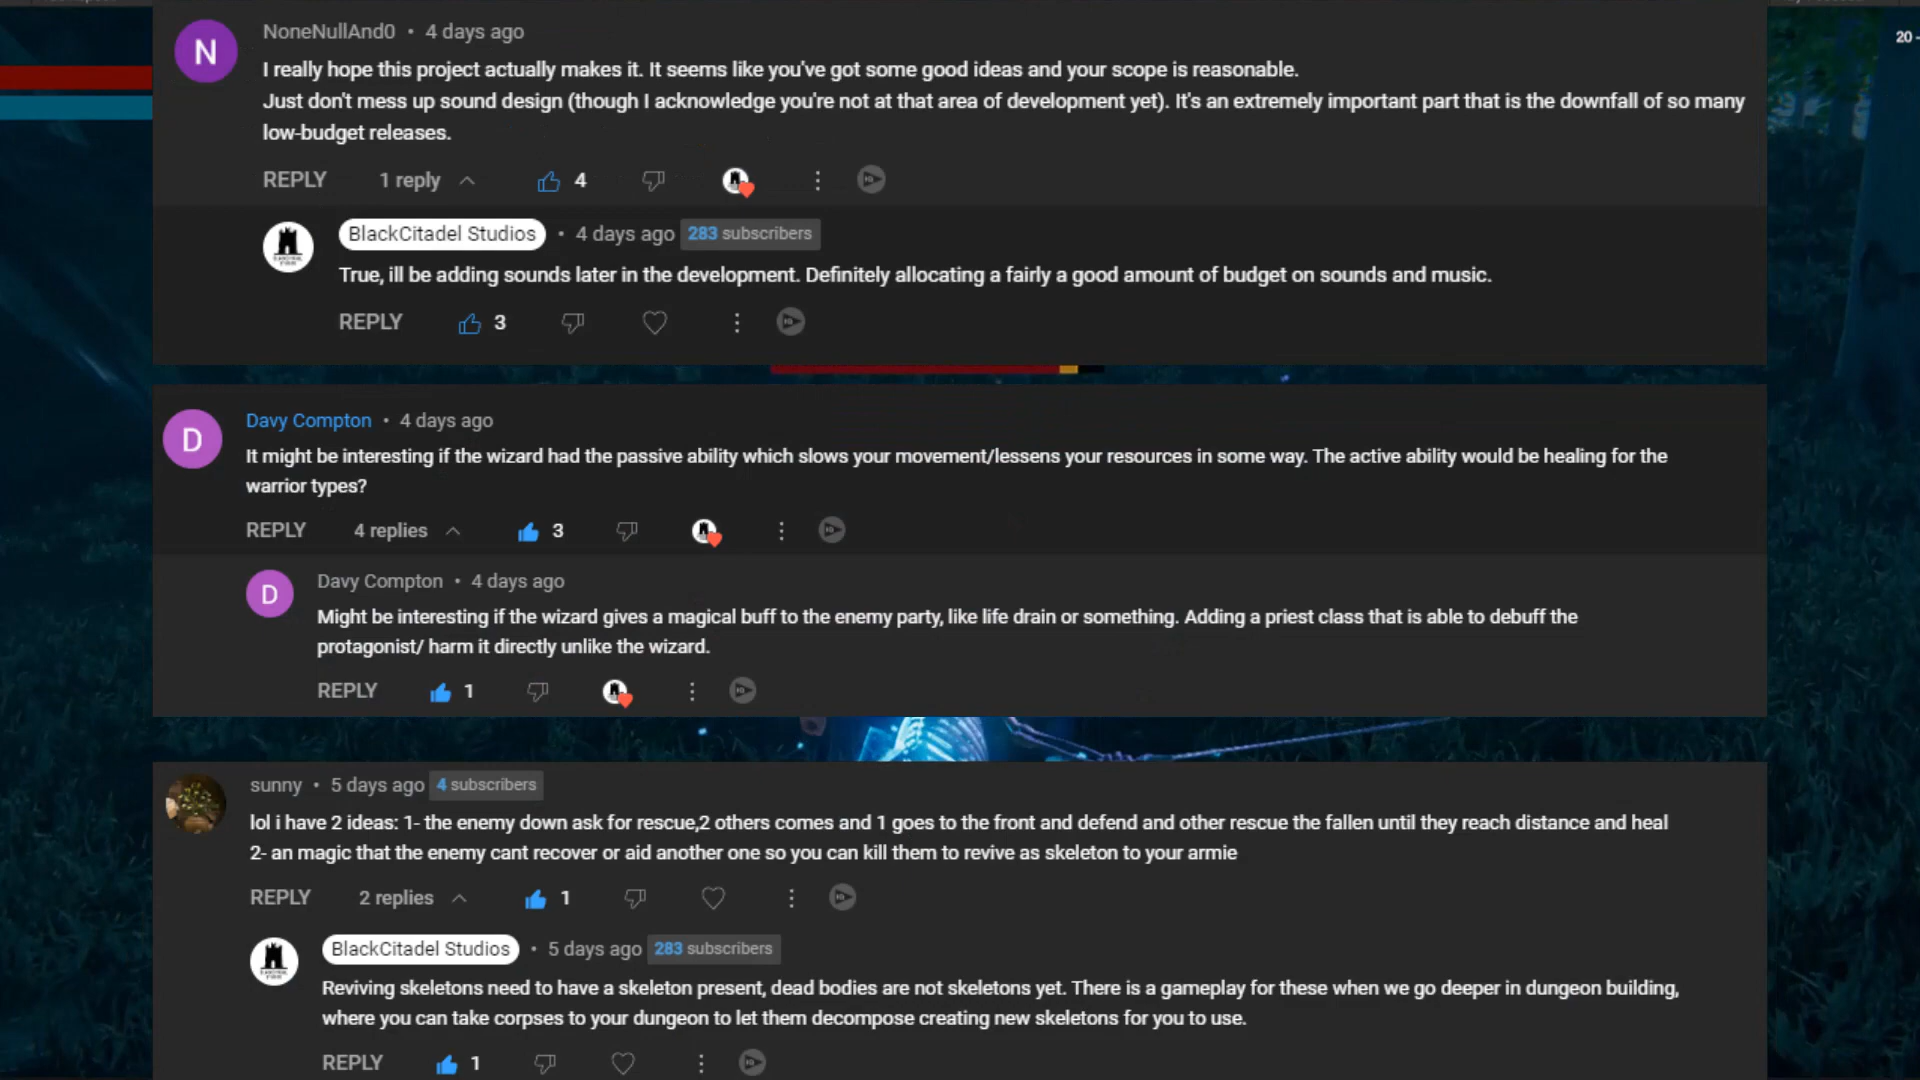 20
N
NoneNullAnd0 • 4 days ago
I really hope this project actually makes it. It seems like you've got some good ideas and your scope is reasonable.
Just don't mess up sound design (though I acknowledge you're not at that area of development yet). It's an extremely important part that is the downfall of so many
low-budget releases.
REPLY 1 reply 4
BlackCitadel Studios • 4 days ago 283 subscribers
True, ill be adding sounds later in the development. Definitely allocating a fairly a good amount of budget on sounds and music.
REPLY 3
D
Davy Compton • 4 days ago
It might be interesting if the wizard had the passive ability which slows your movement/lessens your resources in some way. The active ability would be healing for the
warrior types?
REPLY 4 replies 3
D
Davy Compton • 4 days ago
Might be interesting if the wizard gives a magical buff to the enemy party, like life drain or something. Adding a priest class that is able to debuff the
protagonist/ harm it directly unlike the wizard.
REPLY 1
sunny • 5 days ago 4 subscribers
lol i have 2 ideas: 1- the enemy down ask for rescue,2 others comes and 1 goes to the front and defend and other rescue the fallen until they reach distance and heal
2- an magic that the enemy cant recover or aid another one so you can kill them to revive as skeleton to your armie
REPLY 2 replies 1
BlackCitadel Studios • 5 days ago 283 subscribers
Reviving skeletons need to have a skeleton present, dead bodies are not skeletons yet. There is a gameplay for these when we go deeper in dungeon building,
where you can take corpses to your dungeon to let them decompose creating new skeletons for you to use.
REPLY 1